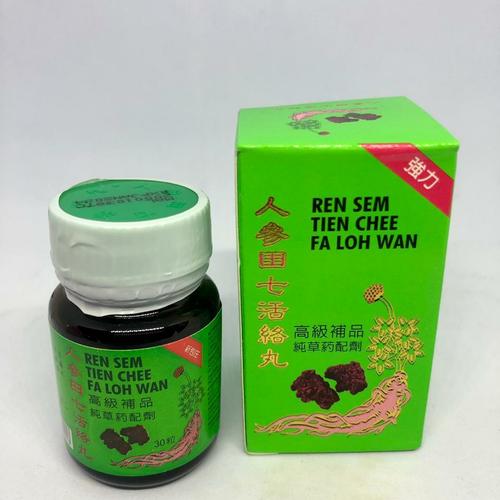 強力
REN SEM
TIEN CHEE
FA LOH WAN
人參田七活絡丸
高級補品
純草药配劑
REN SEM
TIEN CHEE
FA LOH WAN
人參田七活絡丸
高級補品
純草药配劑
30粒